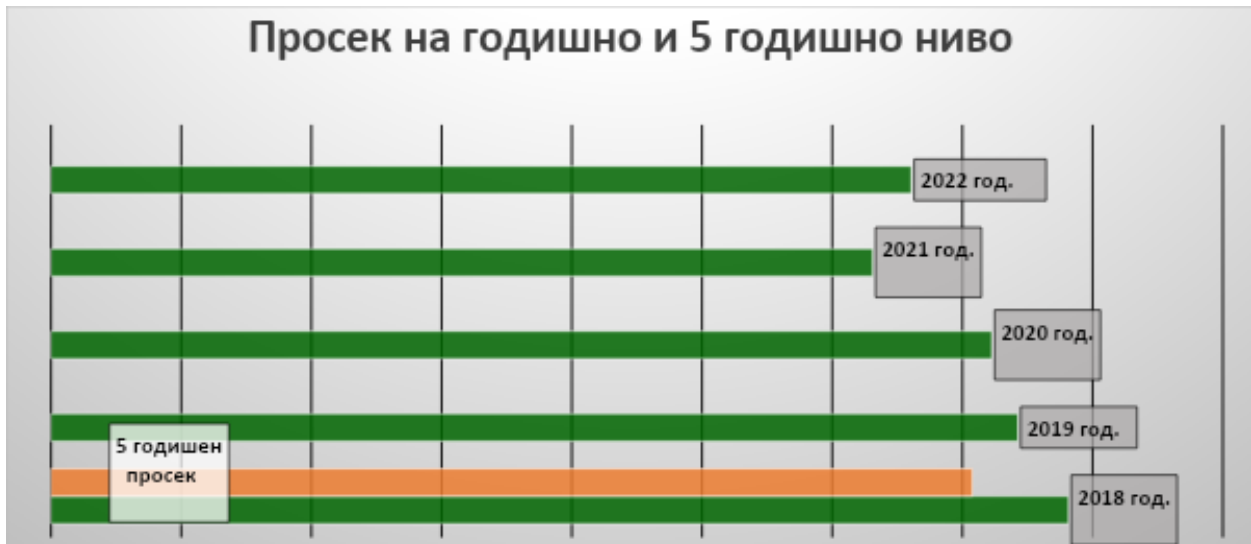 Просек на годишно и 5 годишно ниво
2022 год.
2021 год.
2020 год.
2019 год.
5 годишен
просек
2018 год.